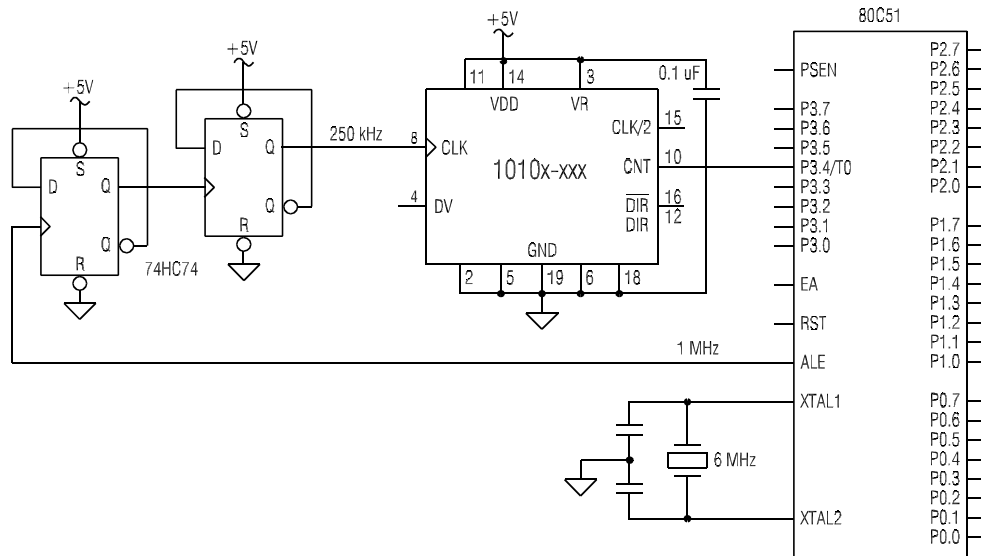 80C51
+5V
+5V
+5V
11
14
3
0.1 uF
VDD
VR
S
D
Q
Q
R
S
D
Q
Q
R
74HC74
250 kHz
8
CLK
4
DV
1010x-xxx
CLK/2
15
CNT
10
DIR
16
DIR
12
GND
2
5
19
6
18
1 MHz
6 MHz
PSEN
P3.7
P3.6
P3.5
P3.4/T0
P3.3
P3.2
P3.1
P3.0
EA
RST
ALE
XTAL1
XTAL2
P2.7
P2.6
P2.5
P2.4
P2.3
P2.2
P2.1
P2.0
P1.7
P1.6
P1.5
P1.4
P1.3
P1.2
P1.1
P1.0
P0.7
P0.6
P0.5
P0.4
P0.3
P0.2
P0.1
P0.0